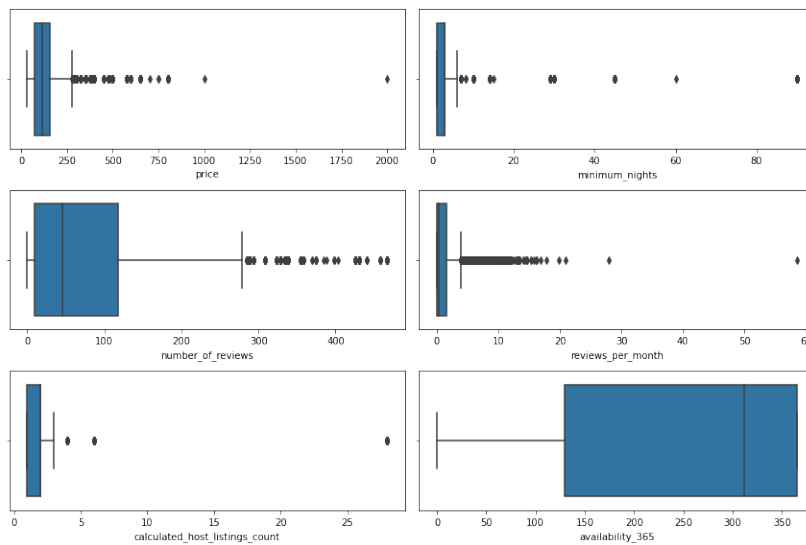 0 250 500 750 1000 1250 1500 1750 2000
price
0 20 40 60 80
minimum_nights
0 100 200 300 400
number_of_reviews
0 10 20 30 40 50
reviews_per_month
0 5 10 15 20 25
calculated_host_listings_count
0 50 100 150 200 250 300 350
availability_365